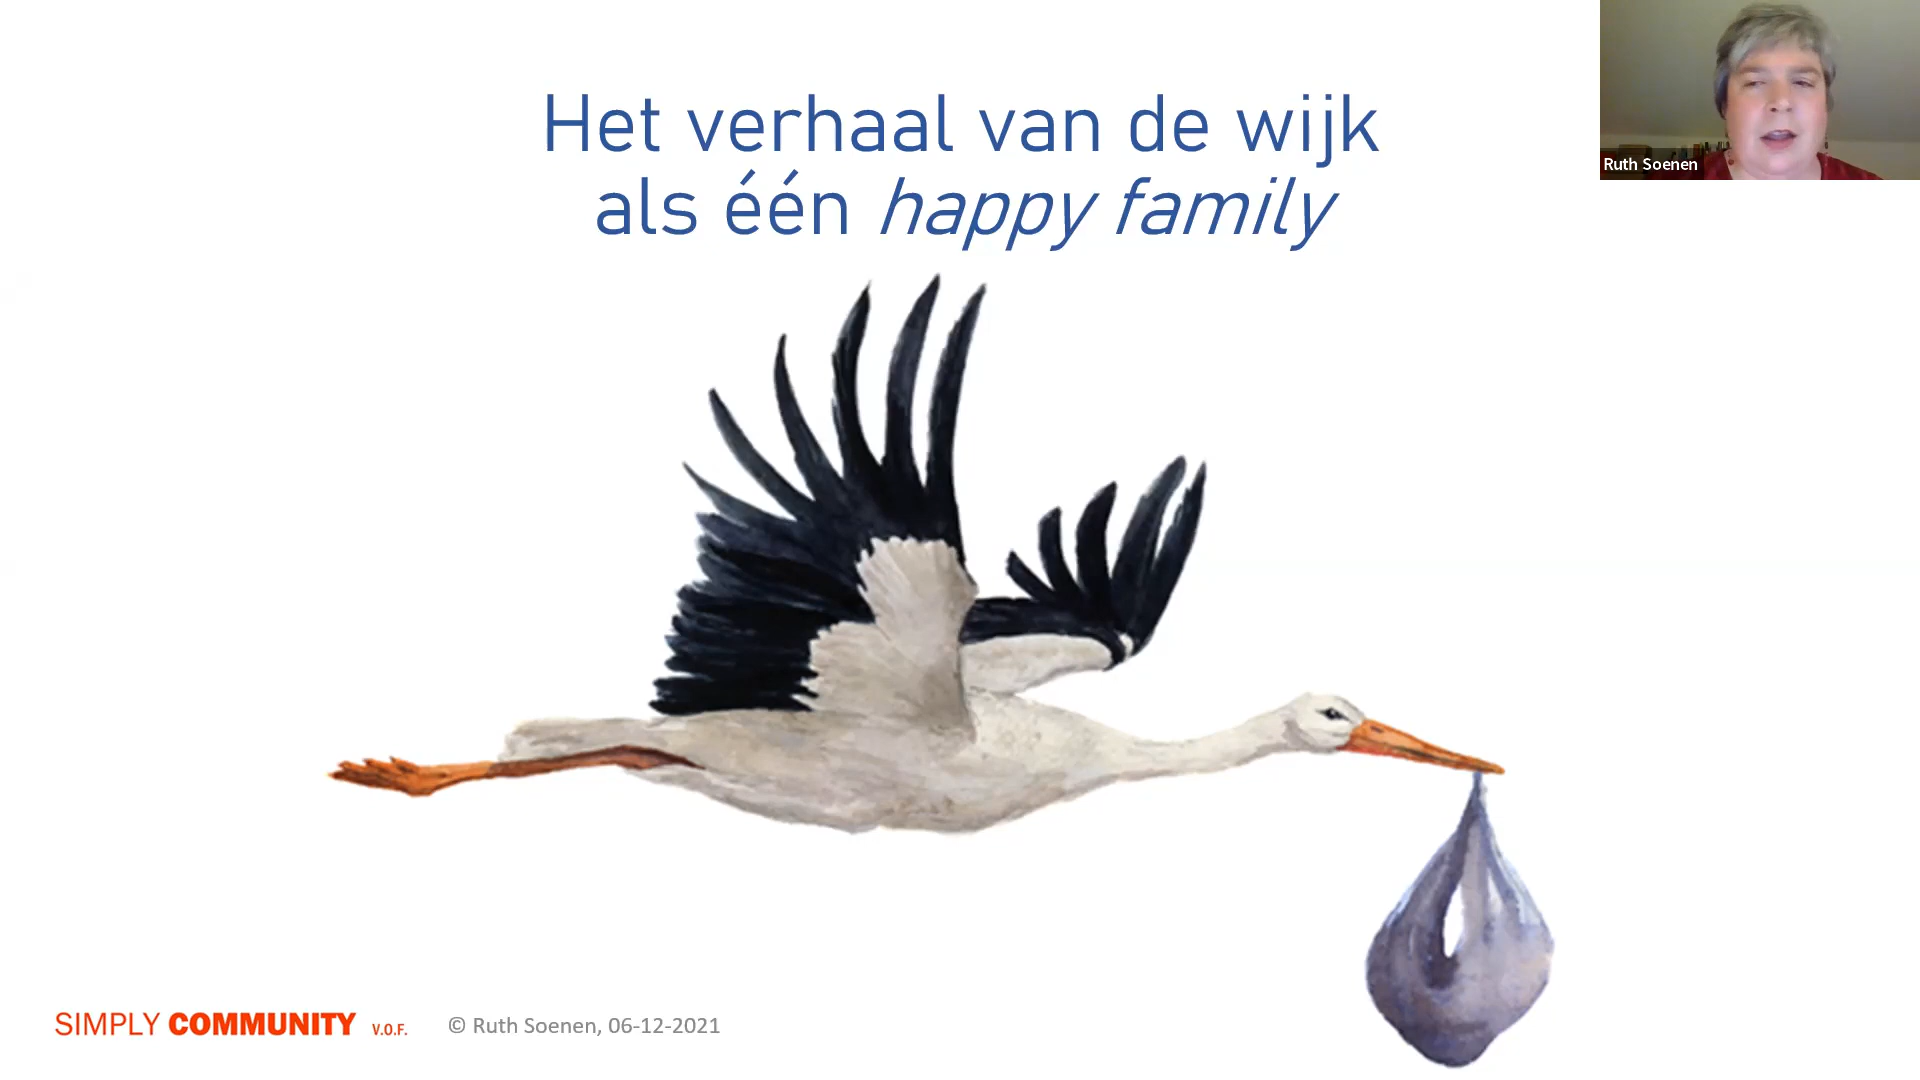 Het verhaal van de wijk
als één happy family
Ruth Soenen
SIMPLY COMMUNITY V.O.F.
© Ruth Soenen, 06-12-2021